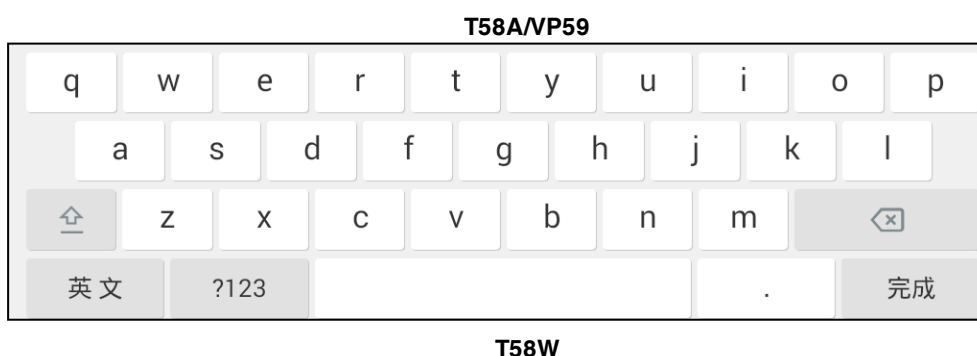 T58A/VP59
q w e r t y u i o p
a s d f g h j k l
z x c v b n m
英文 ?123 . 完成
T58W